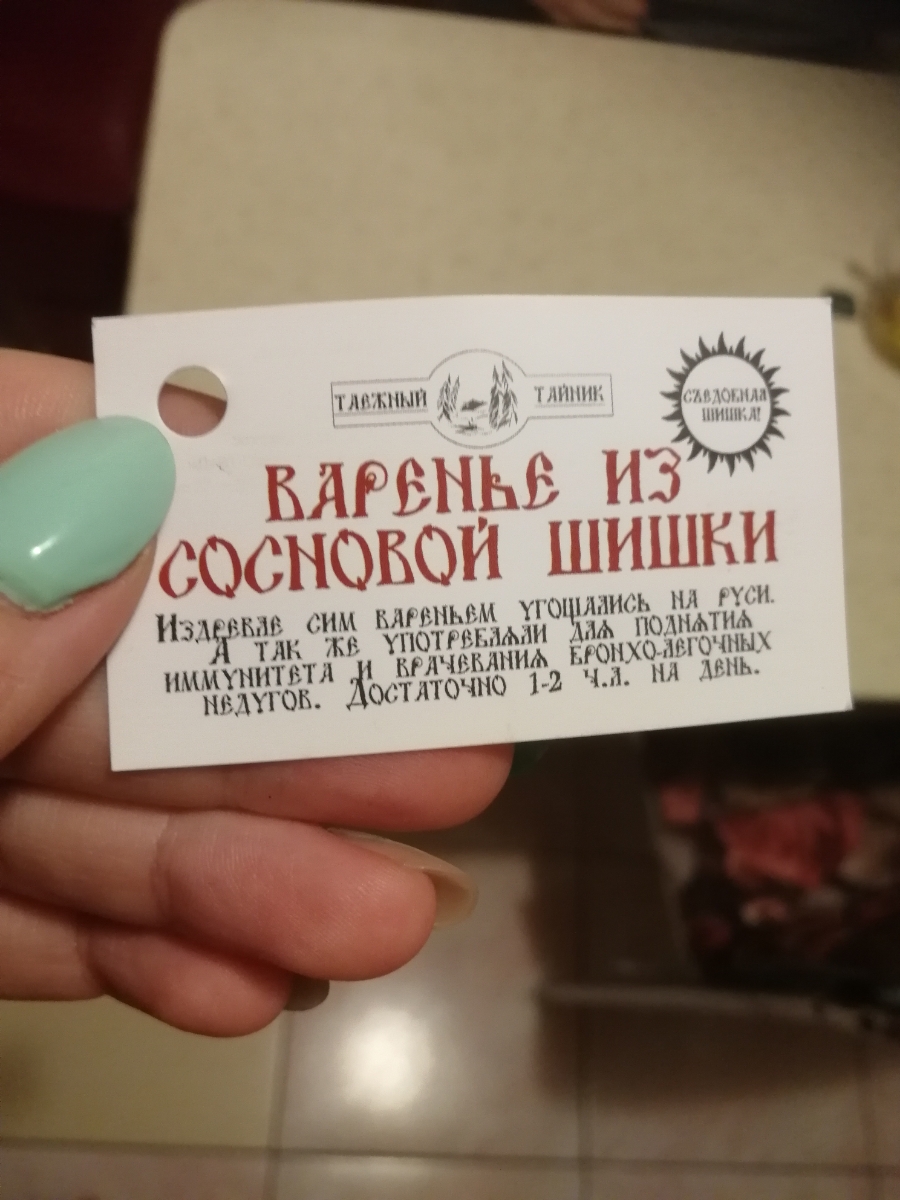 ТАЕЖНЫЙ ТАЙНИК
СЪЕДОБНАЯ
ШИШКА!
ВАРЕНЬЕ ИЗ
СОСНОВОЙ ШИШКИ
Издревле сим вареньем угощались на Руси.
А так же употребляли для поднятия
иммунитета и врачевания бронхо-легочных
недугов. Достаточно 1-2 ч.л. на день.